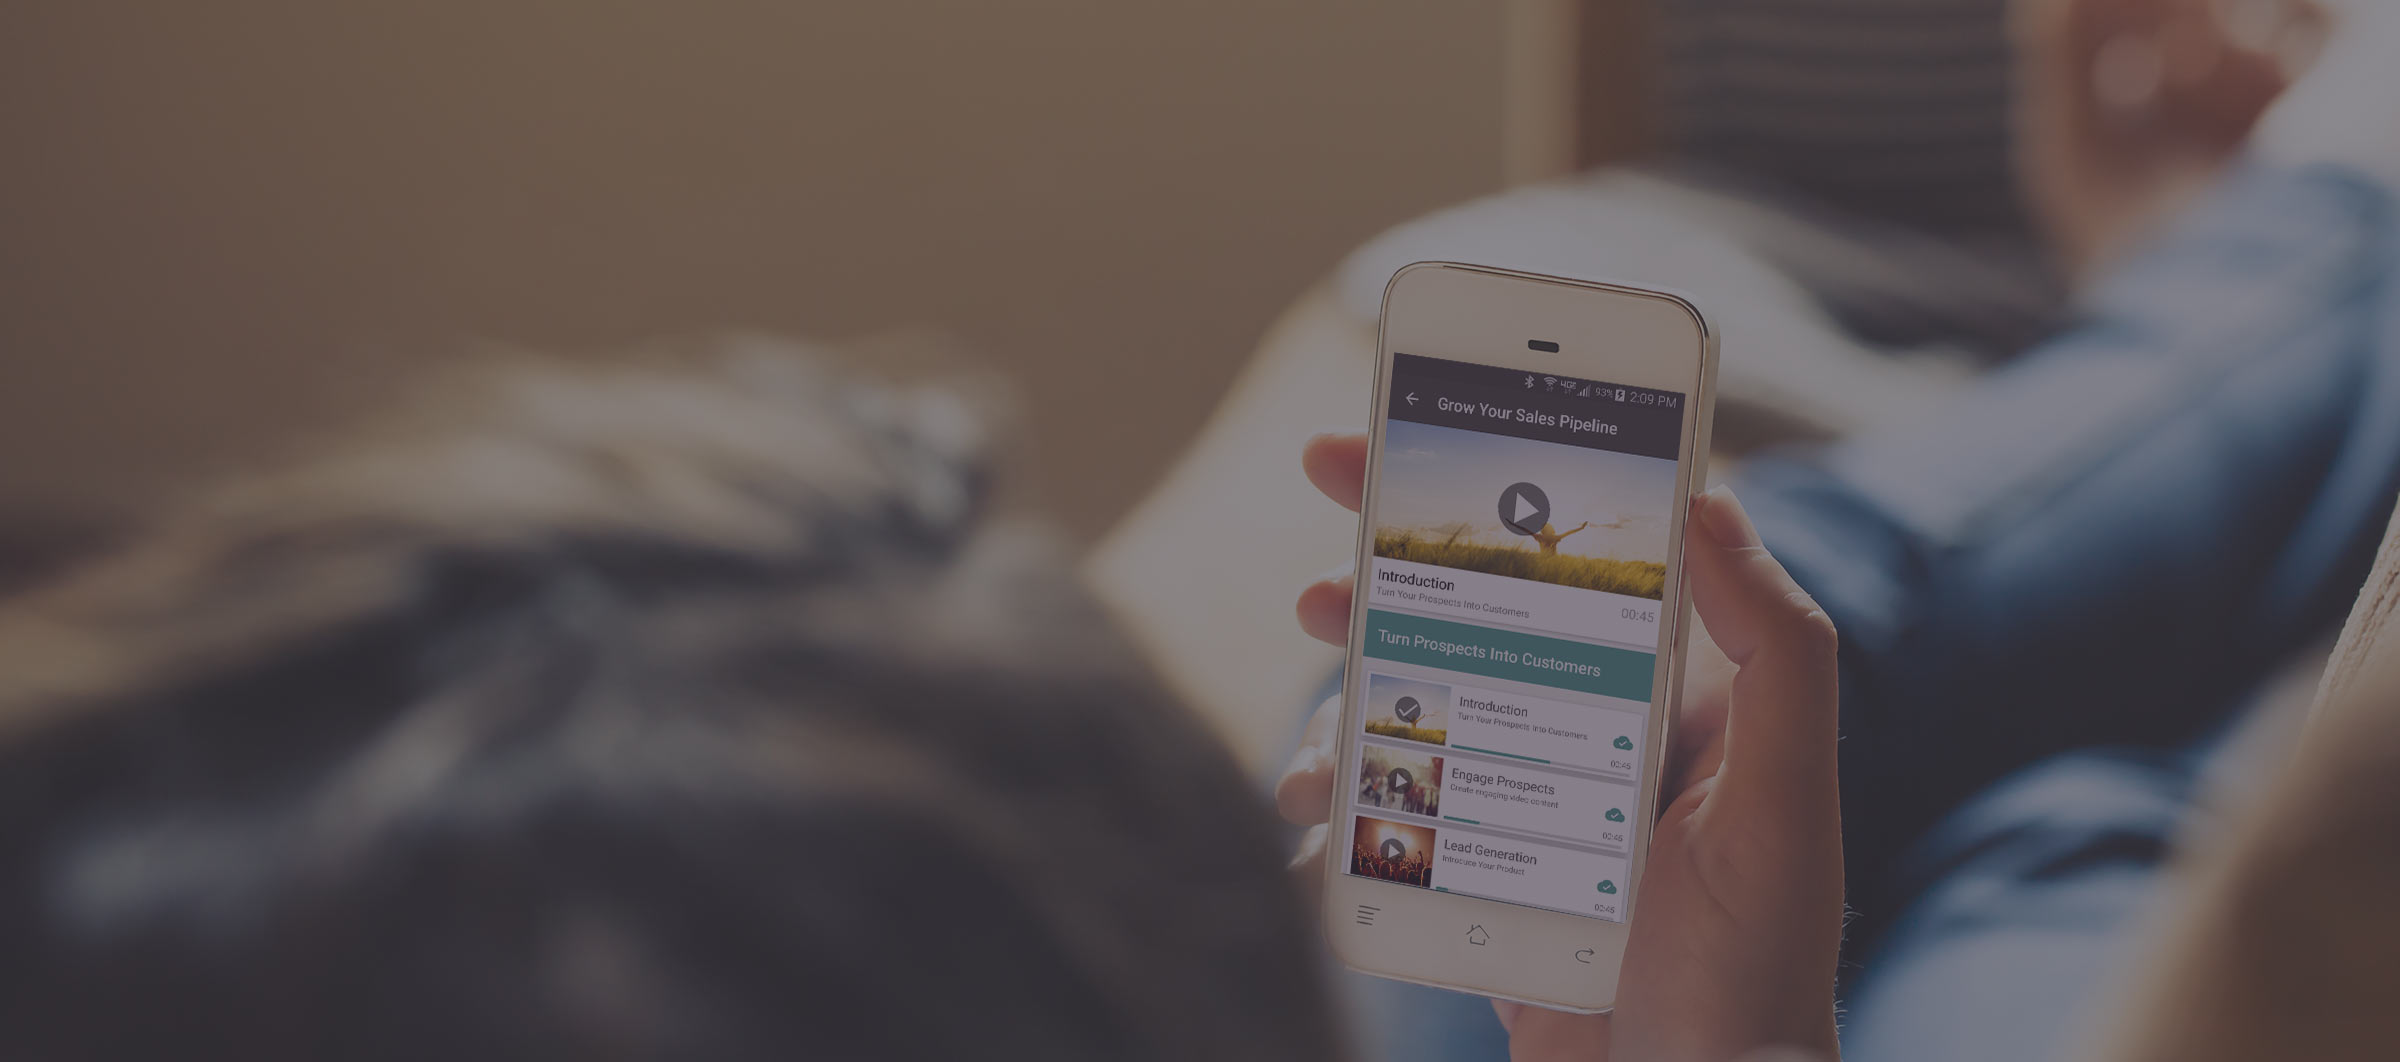 4GE 93% 2:09 PM
Grow Your Sales Pipeline
Introduction
Turn Your Prospects Into Customers
00:45
Turn Prospects Into Customers
Introduction
Turn Your Prospects Into Customers
00:45
Engage Prospects
Create engaging video content
00:45
Lead Generation
Introduce Your Product
00:45